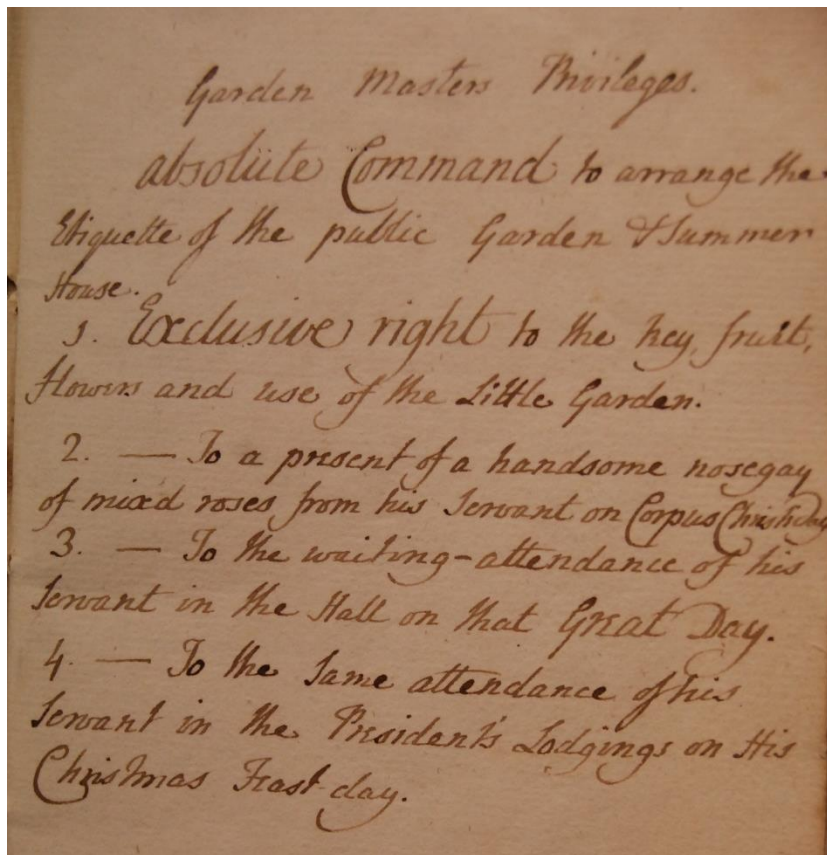 Garden Masters Privileges.
absolute Command to arrange the
Etiquette of the public Garden & Summer
House.
1. Exclusive right to the key, fruit,
flowers and use of the Little Garden.
2. — To a present of a handsome nosegay
of mixd roses from his Servant on Corpus Christi day
3. — To the waiting-attendance of his
Servant in the Hall on that Great Day.
4. — To the same attendance of his
Servant in the President's Lodgings on His
Christmas Feast-day.